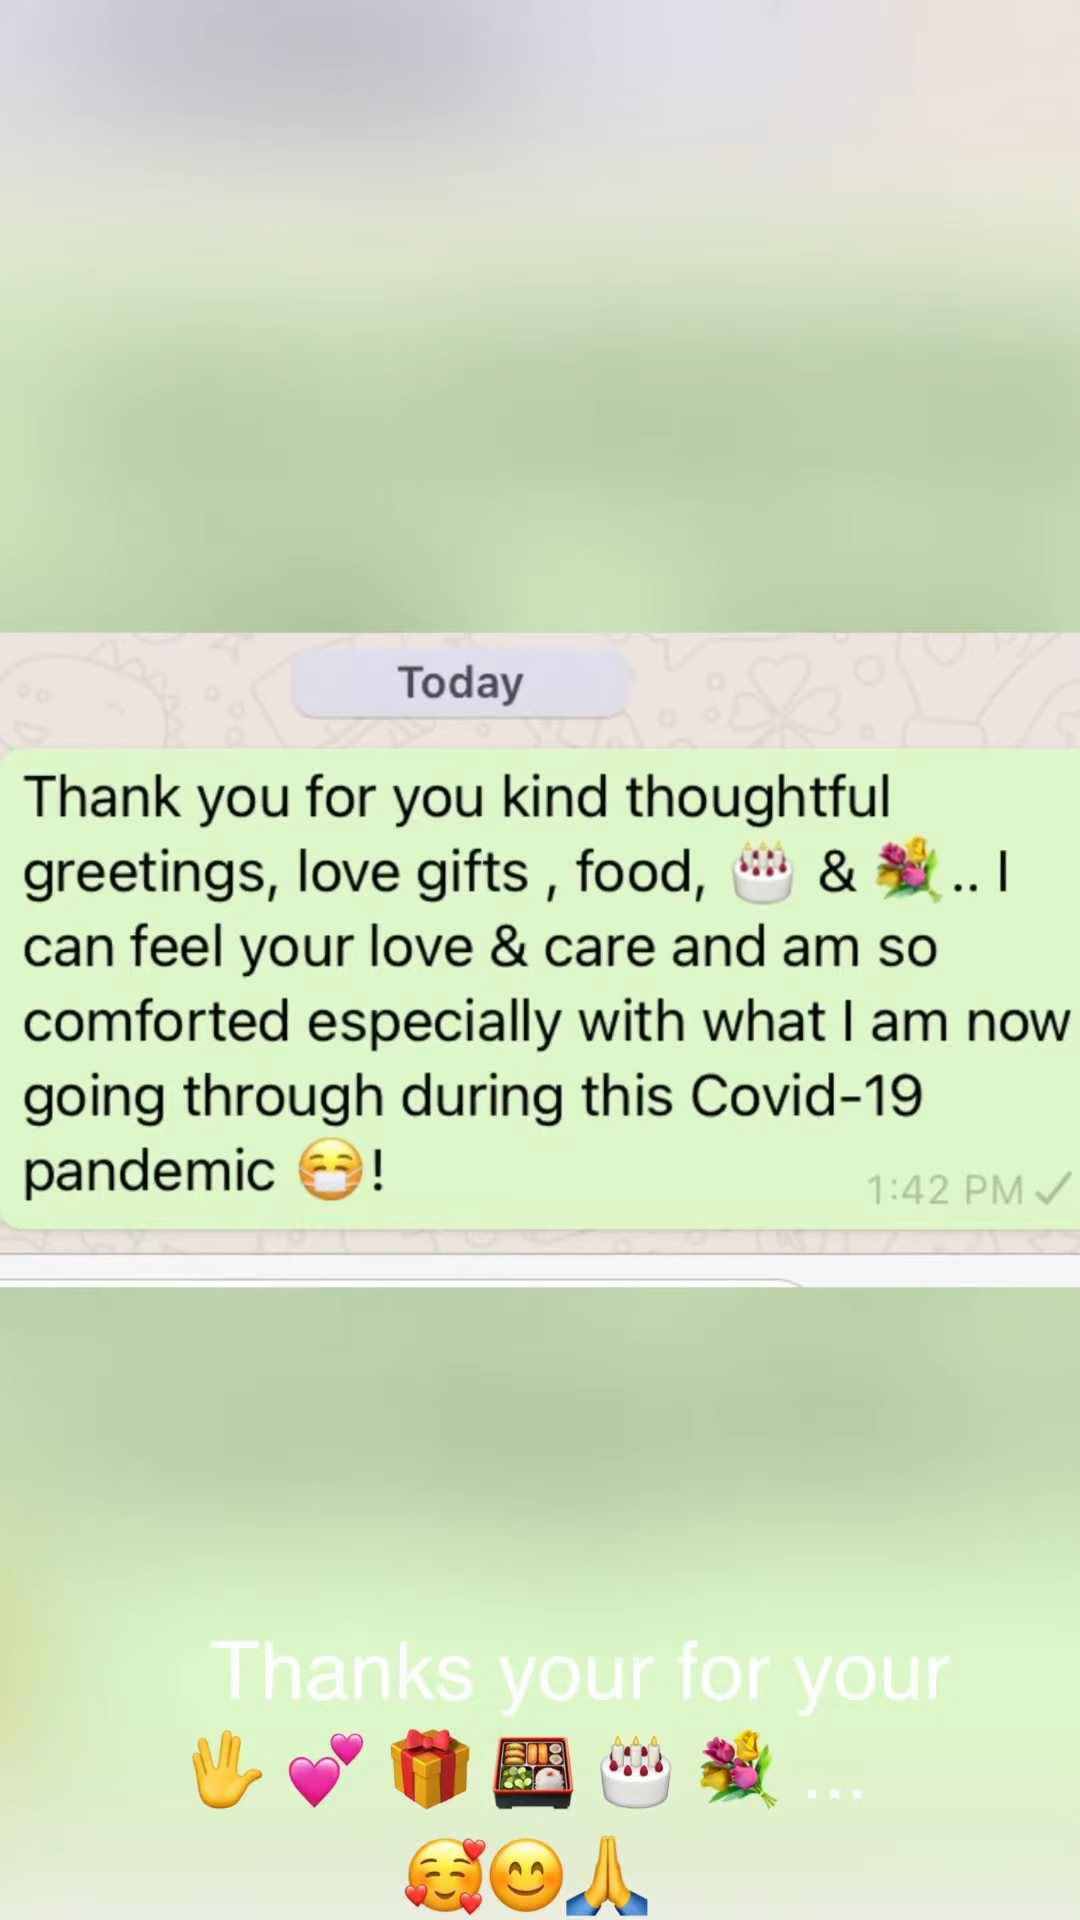 Today
Thank you for you kind thoughtful
greetings, love gifts , food, 🎂 & 💐.. I
can feel your love & care and am so
comforted especially with what I am now
going through during this Covid-19
pandemic 😷!
1:42 PM ✓
Thanks your for your
🖖 💕 🎁 🍱 🎂 💐 ...
🥰😊🙏